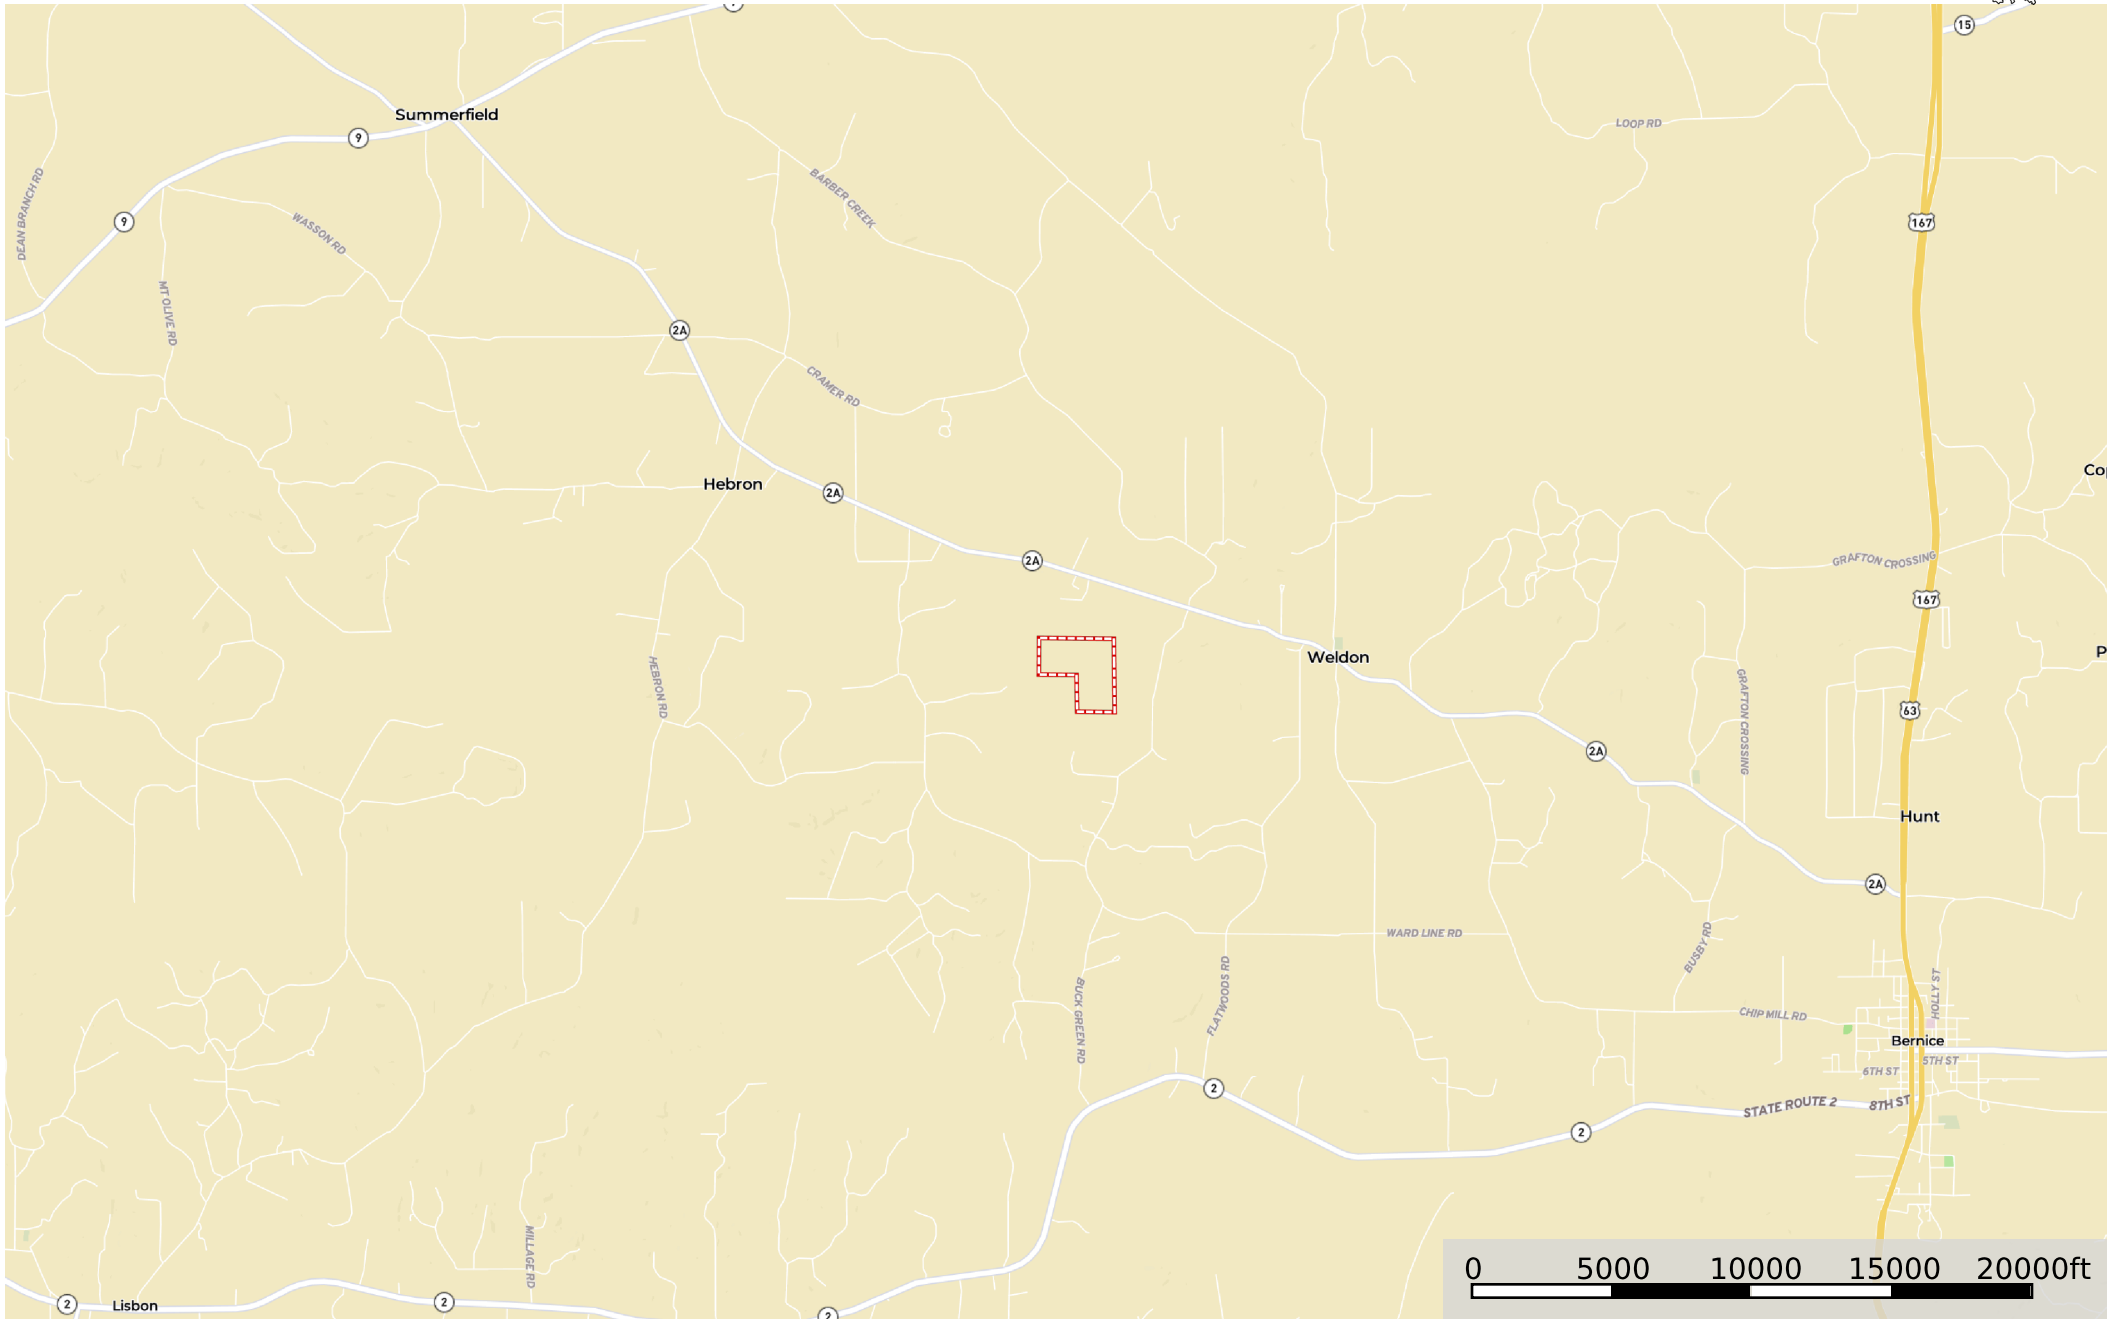 15
Summerfield
9
LOOP RD
DEAN BRANCH RD
BARBER CREEK
9
WASSON RD
167
MT OLIVE RD
2A
CRAMER RD
Hebron
2A
2A
GRAFTON CROSSING
167
HEBRON RD
Weldon
GRAFTON CROSSING
63
2A
Hunt
2A
WARD LINE RD
BUSBY RD
FLATWOODS RD
BUCK GREEN RD
HOLLY ST
CHIP MILL RD
Bernice
5TH ST
6TH ST
2
STATE ROUTE 2
8TH ST
2
MILLAGE RD
0 5000 10000 15000 20000ft
2
Lisbon
2
2